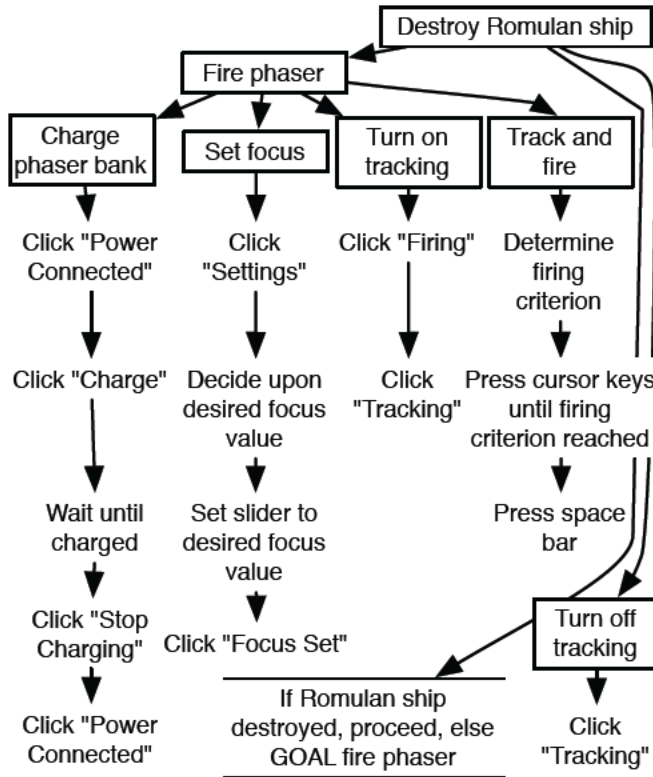 Destroy Romulan ship
Fire phaser
Charge
phaser bank
Set focus
Turn on
tracking
Track and
fire
Click "Power
Connected"
Click
"Settings"
Click "Firing"
Determine
firing
criterion
Click "Charge"
Decide upon
desired focus
value
Click
"Tracking"
Press cursor keys
until firing
criterion reached
Wait until
charged
Set slider to
desired focus
value
Press space
bar
Click "Stop
Charging"
Click "Focus Set"
Turn off
tracking
Click "Power
Connected"
If Romulan ship
destroyed, proceed, else
GOAL fire phaser
Click
"Tracking"